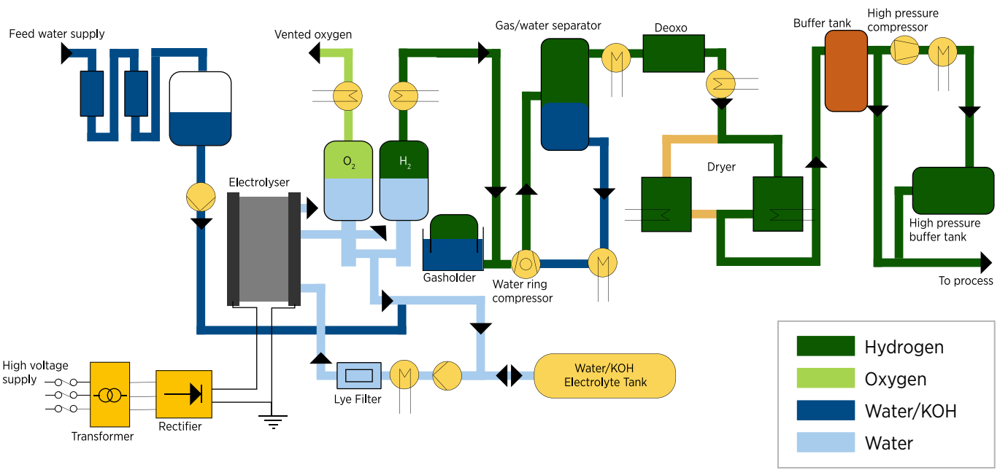 Feed water supply
Vented oxygen
Gas/water separator
Deoxo
Buffer tank
High pressure
compressor
O2
H2
Electrolyser
Dryer
Gasholder
Water ring
compressor
High pressure
buffer tank
To process
High voltage
supply
Transformer
Rectifier
Lye Filter
Water/KOH
Electrolyte Tank
Hydrogen
Oxygen
Water/KOH
Water